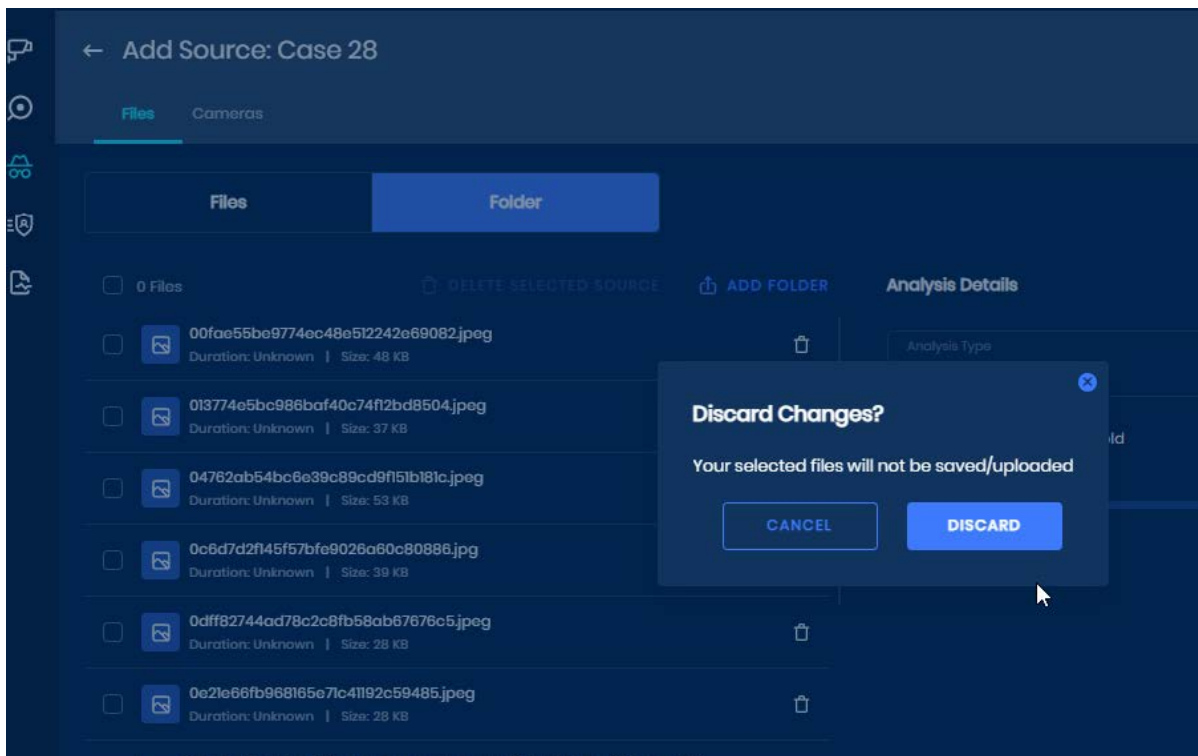 ← Add Source: Case 28
Files Cameras
Files Folder
0 Files DELETE SELECTED SOURCE ADD FOLDER Analysis Details
00fae55be9774ec48e512242e69082.jpeg
Duration: Unknown | Size: 48 KB
Analysis Type
013774e5bc986baf40c74f12bd8504.jpeg
Duration: Unknown | Size: 37 KB
Discard Changes?
old
Your selected files will not be saved/uploaded
04762ab54bc6e39c89cd9f151b181c.jpeg
Duration: Unknown | Size: 53 KB
CANCEL DISCARD
0c6d7d2f145f57bfe9026a60c80886.jpg
Duration: Unknown | Size: 39 KB
0dff82744ad78c2c8fb58ab67676c5.jpeg
Duration: Unknown | Size: 28 KB
0e21e66fb968165e71c41192c59485.jpeg
Duration: Unknown | Size: 28 KB